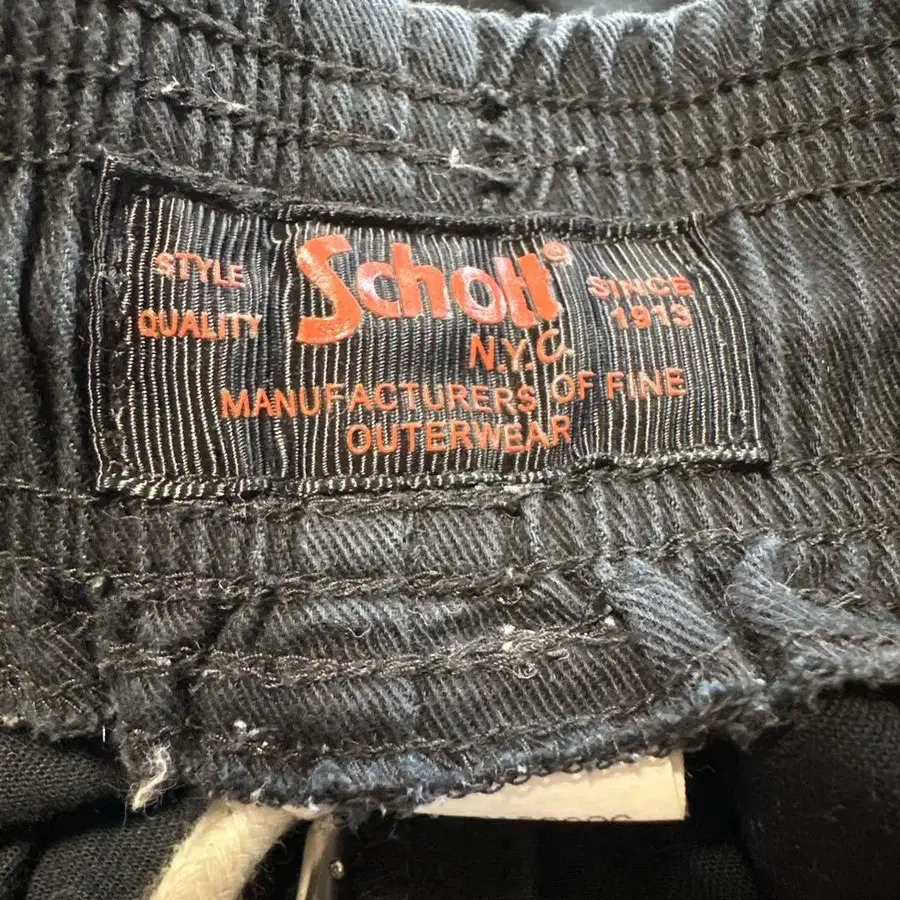 STYLE
QUALITY
Schott®
N.Y.C.
SINCE
1913
MANUFACTURERS OF FINE
OUTERWEAR